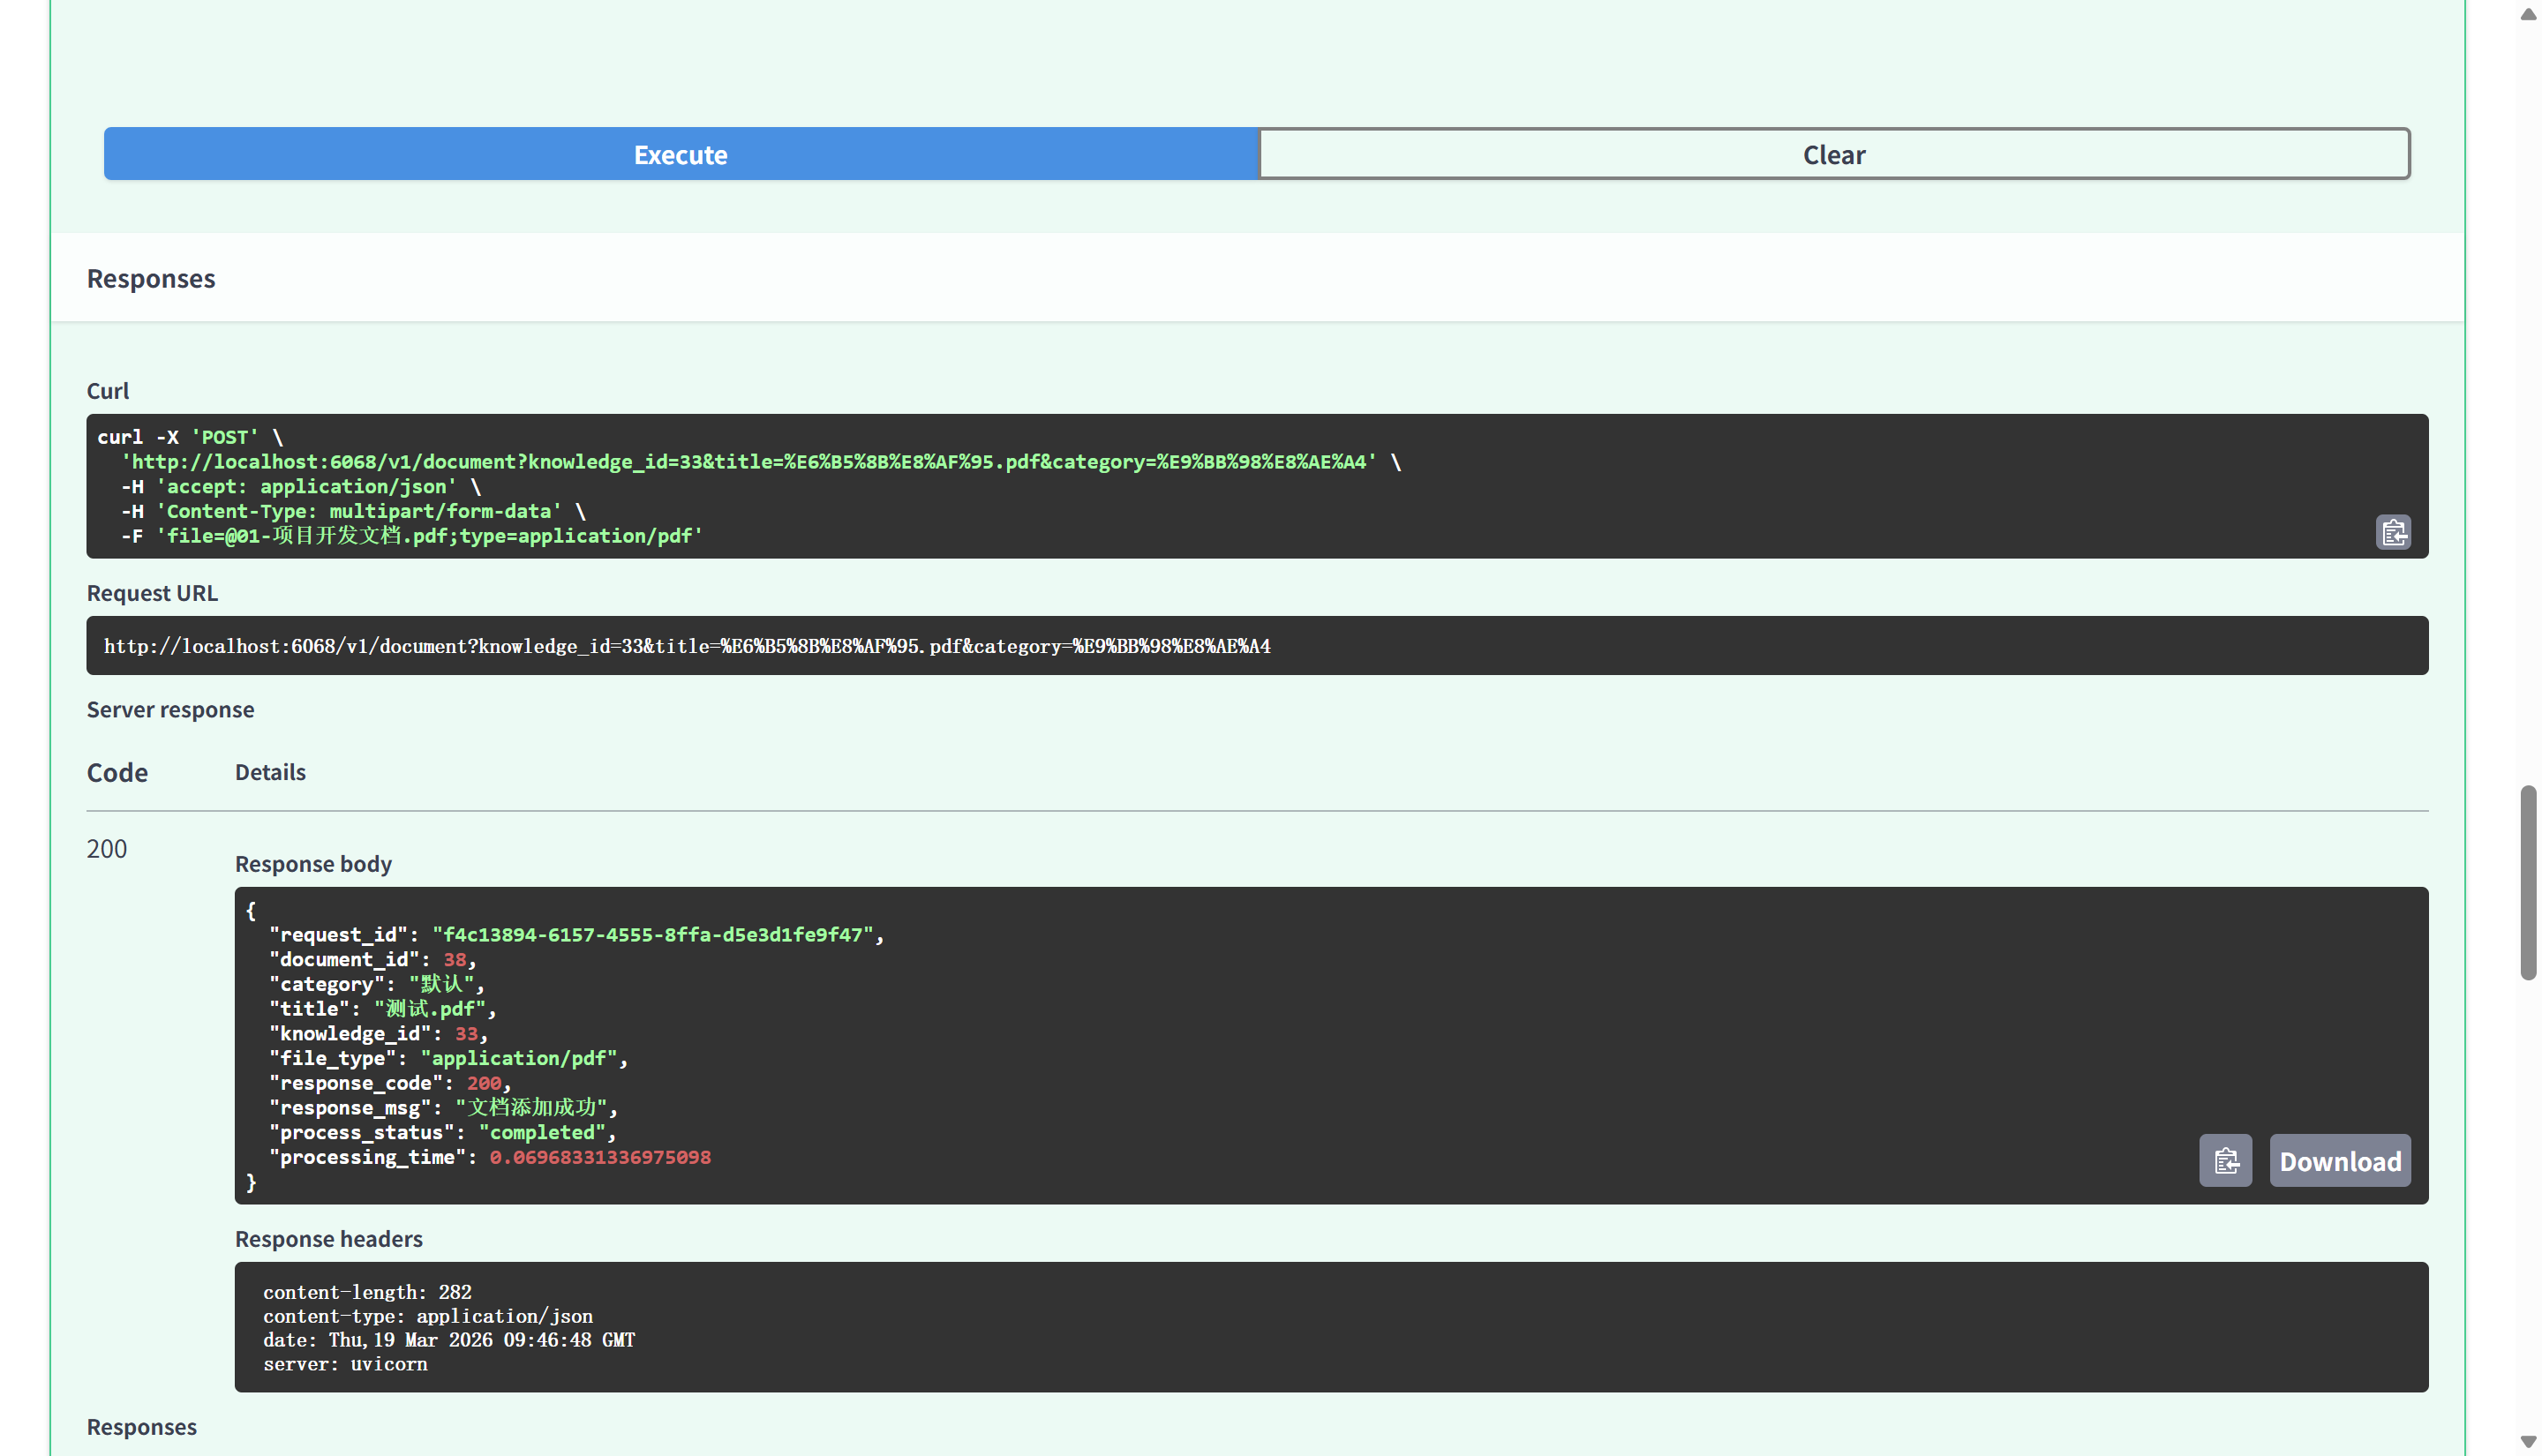 Execute
Clear
Responses
Curl
curl -X 'POST' \
  'http://localhost:6068/v1/document?knowledge_id=33&title=%E6%B5%8B%E8%AF%95.pdf&category=%E9%BB%98%E8%AE%A4' \
  -H 'accept: application/json' \
  -H 'Content-Type: multipart/form-data' \
  -F 'file=@01-项目开发文档.pdf;type=application/pdf'
Request URL
http://localhost:6068/v1/document?knowledge_id=33&title=%E6%B5%8B%E8%AF%95.pdf&category=%E9%BB%98%E8%AE%A4
Server response
Code Details
200
Response body
{
  "request_id": "f4c13894-6157-4555-8ffa-d5e3d1fe9f47",
  "document_id": 38,
  "category": "默认",
  "title": "测试.pdf",
  "knowledge_id": 33,
  "file_type": "application/pdf",
  "response_code": 200,
  "response_msg": "文档添加成功",
  "process_status": "completed",
  "processing_time": 0.06968331336975098
}
Download
Response headers
content-length: 282
content-type: application/json
date: Thu,19 Mar 2026 09:46:48 GMT
server: uvicorn
Responses